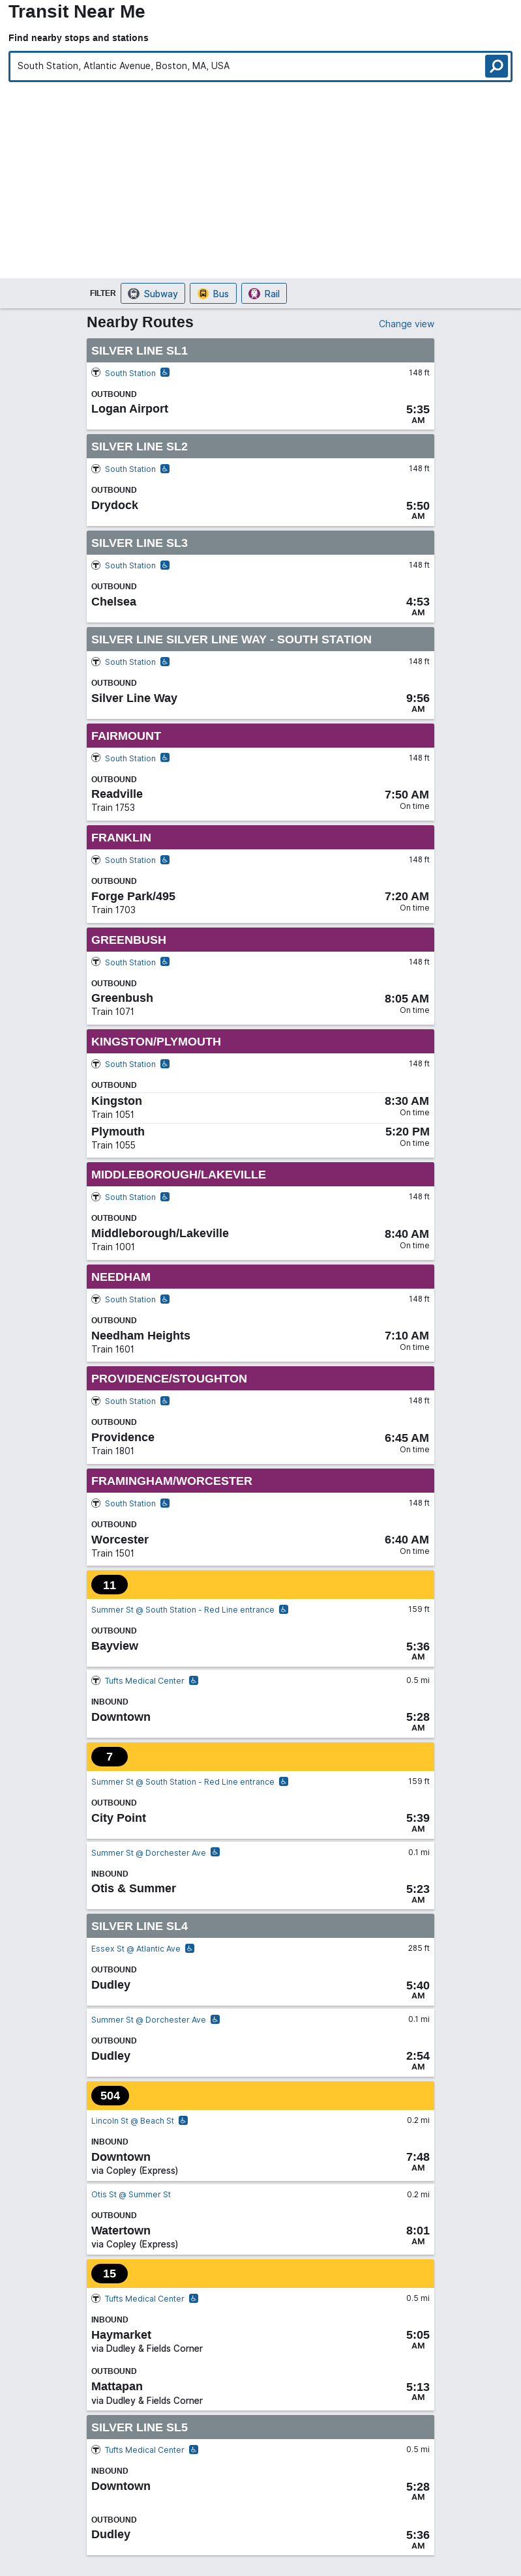 Transit Near Me
Find nearby stops and stations
South Station, Atlantic Avenue, Boston, MA, USA
FILTER Subway Bus Rail
Nearby Routes Change view
SILVER LINE SL1
T South Station 148 ft
OUTBOUND
Logan Airport 5:35
AM
SILVER LINE SL2
T South Station 148 ft
OUTBOUND
Drydock 5:50
AM
SILVER LINE SL3
T South Station 148 ft
OUTBOUND
Chelsea 4:53
AM
SILVER LINE SILVER LINE WAY - SOUTH STATION
T South Station 148 ft
OUTBOUND
Silver Line Way 9:56
AM
FAIRMOUNT
T South Station 148 ft
OUTBOUND
Readville 7:50 AM
Train 1753 On time
FRANKLIN
T South Station 148 ft
OUTBOUND
Forge Park/495 7:20 AM
Train 1703 On time
GREENBUSH
T South Station 148 ft
OUTBOUND
Greenbush 8:05 AM
Train 1071 On time
KINGSTON/PLYMOUTH
T South Station 148 ft
OUTBOUND
Kingston 8:30 AM
Train 1051 On time
Plymouth 5:20 PM
Train 1055 On time
MIDDLEBOROUGH/LAKEVILLE
T South Station 148 ft
OUTBOUND
Middleborough/Lakeville 8:40 AM
Train 1001 On time
NEEDHAM
T South Station 148 ft
OUTBOUND
Needham Heights 7:10 AM
Train 1601 On time
PROVIDENCE/STOUGHTON
T South Station 148 ft
OUTBOUND
Providence 6:45 AM
Train 1801 On time
FRAMINGHAM/WORCESTER
T South Station 148 ft
OUTBOUND
Worcester 6:40 AM
Train 1501 On time
11
Summer St @ South Station - Red Line entrance 159 ft
OUTBOUND
Bayview 5:36
AM
T Tufts Medical Center 0.5 mi
INBOUND
Downtown 5:28
AM
7
Summer St @ South Station - Red Line entrance 159 ft
OUTBOUND
City Point 5:39
AM
Summer St @ Dorchester Ave 0.1 mi
INBOUND
Otis & Summer 5:23
AM
SILVER LINE SL4
Essex St @ Atlantic Ave 285 ft
OUTBOUND
Dudley 5:40
AM
Summer St @ Dorchester Ave 0.1 mi
OUTBOUND
Dudley 2:54
AM
504
Lincoln St @ Beach St 0.2 mi
INBOUND
Downtown 7:48
via Copley (Express) AM
Otis St @ Summer St 0.2 mi
OUTBOUND
Watertown 8:01
via Copley (Express) AM
15
T Tufts Medical Center 0.5 mi
INBOUND
Haymarket 5:05
via Dudley & Fields Corner AM
OUTBOUND
Mattapan 5:13
via Dudley & Fields Corner AM
SILVER LINE SL5
T Tufts Medical Center 0.5 mi
INBOUND
Downtown 5:28
AM
OUTBOUND
Dudley 5:36
AM